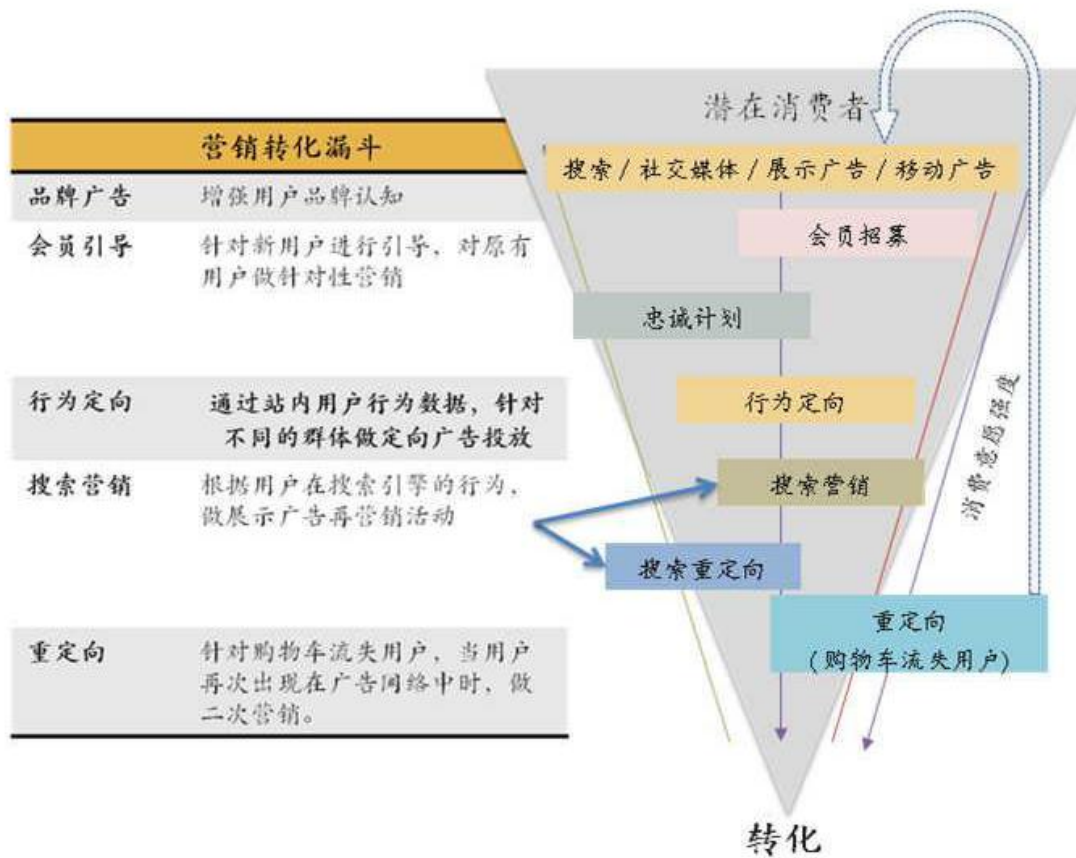 营销转化漏斗
品牌广告
增强用户品牌认知
会员引导
针对新用户进行引导，对原有
用户做针对性营销
行为定向
通过站内用户行为数据，针对
不同的群体做定向广告投放
搜索营销
根据用户在搜索引擎的行为，
做展示广告再营销活动
重定向
针对购物车流失用户，当用户
再次出现在广告网络中时，做
二次营销。
潜在消费者
搜索/社交媒体/展示广告/移动广告
会员招募
忠诚计划
行为定向
搜索营销
搜索重定向
重定向
(购物车流失用户)
消费意愿强度
转化